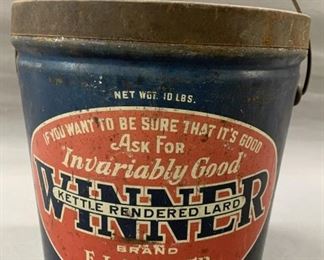 NET WGT. 10 LBS.
IF YOU WANT TO BE SURE THAT IT'S GOOD
ASK FOR
Invariably Good
WINNER
KETTLE RENDERED LARD
BRAND